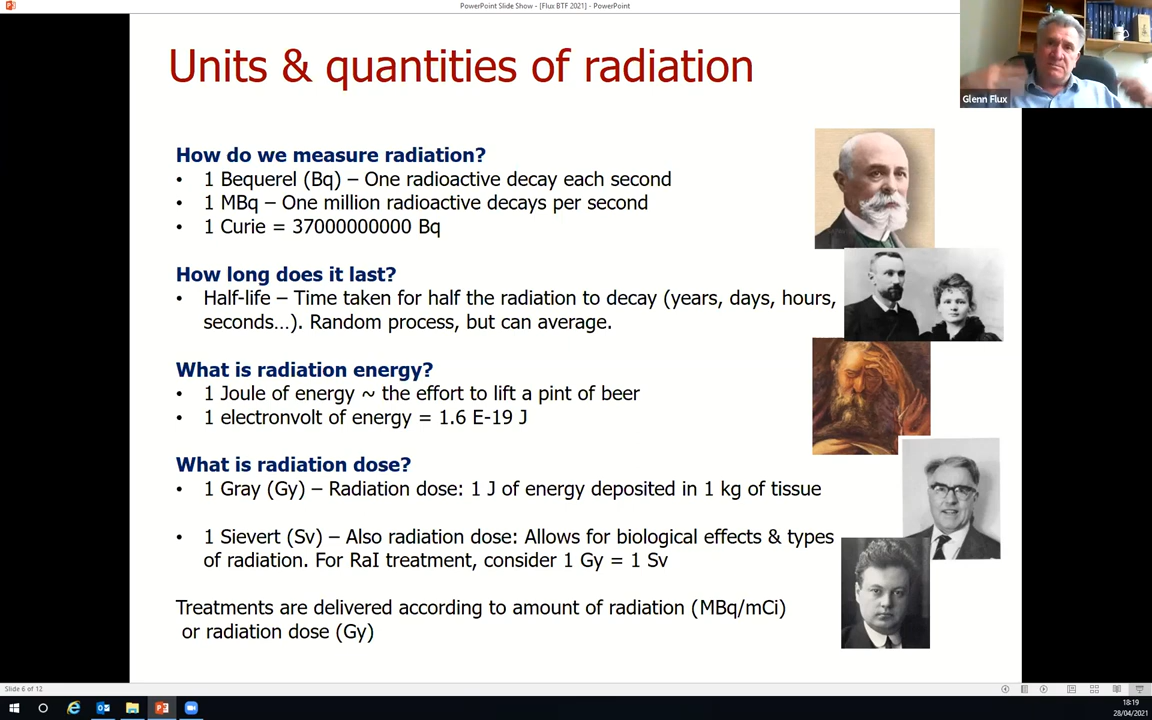 PowerPoint Slide Show - [Flux BTF 2021] - PowerPoint
Units & quantities of radiation
Glenn Flux
How do we measure radiation?
• 1 Bequerel (Bq) – One radioactive decay each second
• 1 MBq – One million radioactive decays per second
• 1 Curie = 37000000000 Bq
How long does it last?
• Half-life – Time taken for half the radiation to decay (years, days, hours,
seconds…). Random process, but can average.
What is radiation energy?
• 1 Joule of energy ~ the effort to lift a pint of beer
• 1 electronvolt of energy = 1.6 E-19 J
What is radiation dose?
• 1 Gray (Gy) – Radiation dose: 1 J of energy deposited in 1 kg of tissue
• 1 Sievert (Sv) – Also radiation dose: Allows for biological effects & types
of radiation. For RaI treatment, consider 1 Gy = 1 Sv
Treatments are delivered according to amount of radiation (MBq/mCi)
or radiation dose (Gy)
Slide 6 of 12
18:19
28/04/2021